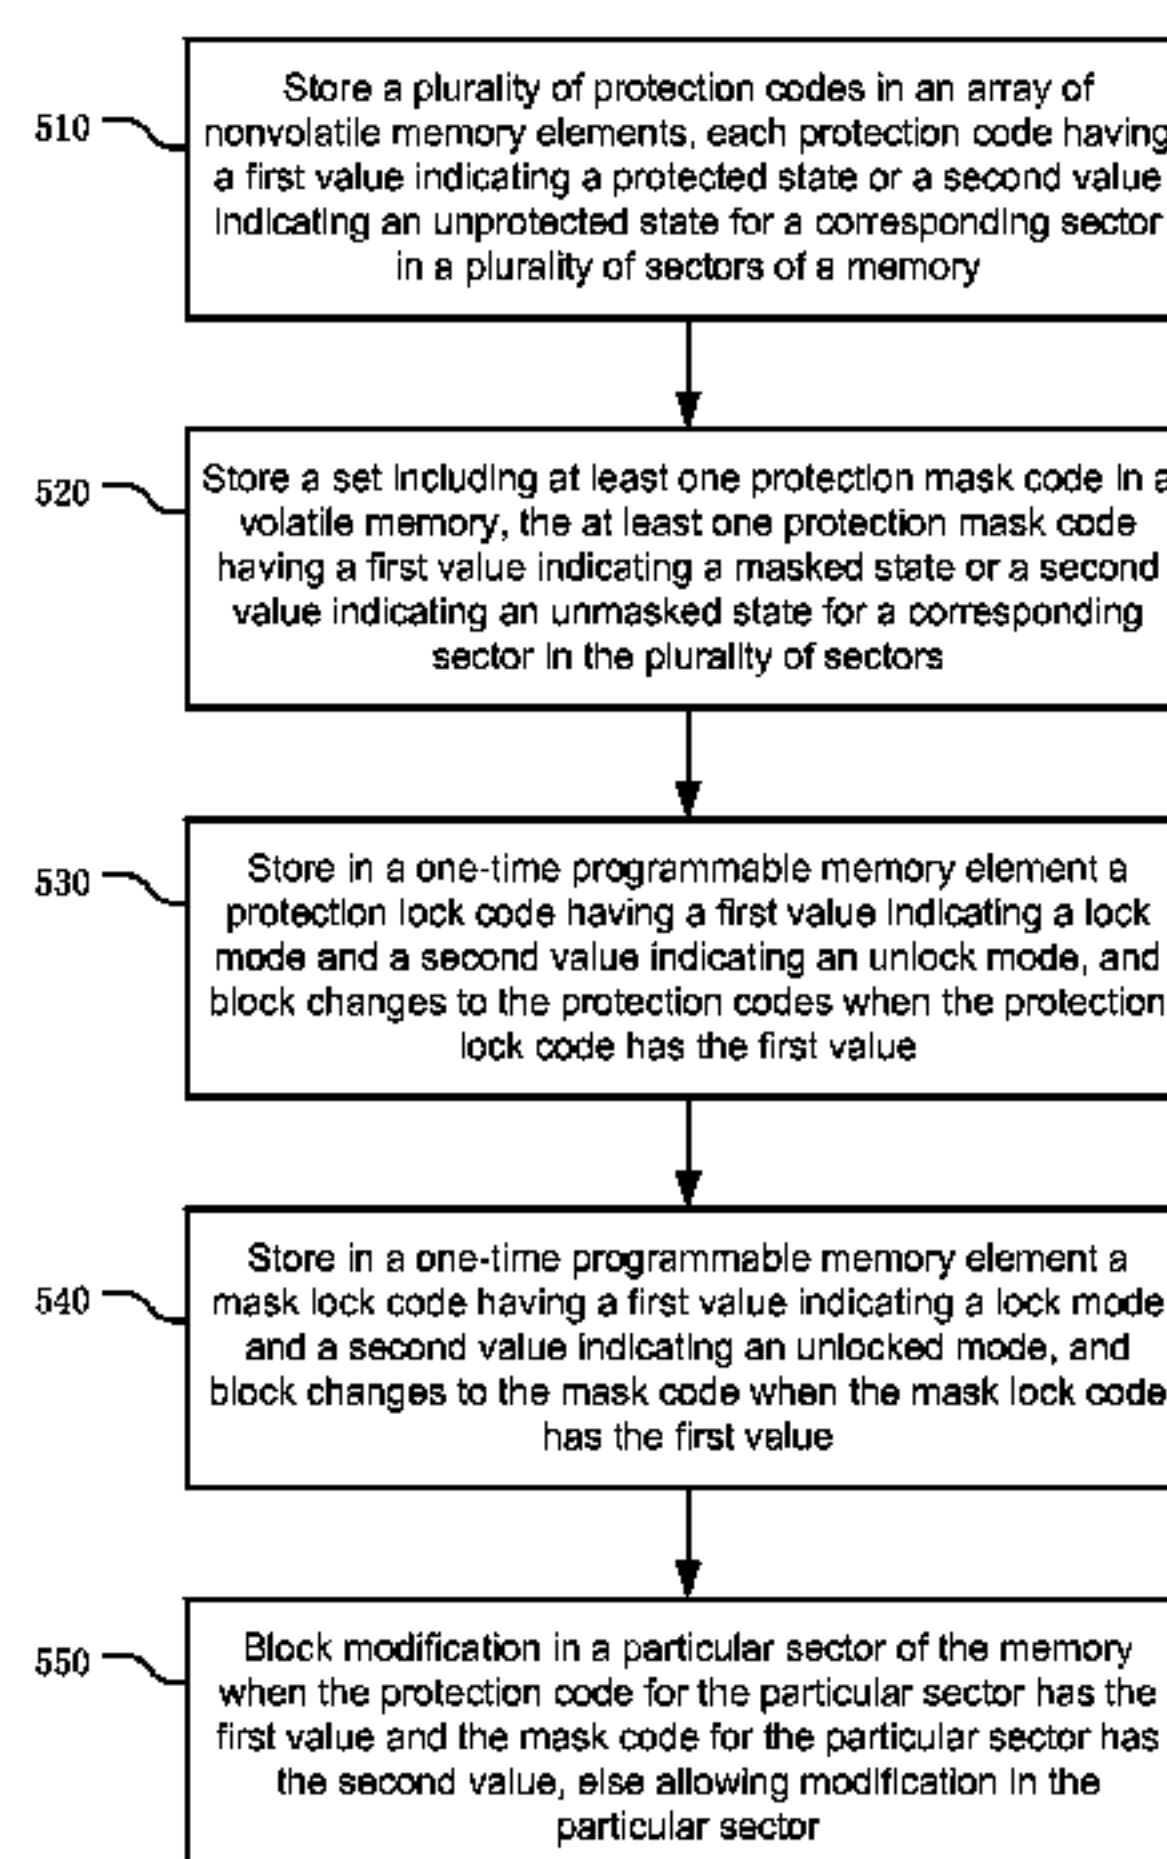 510
Store a plurality of protection codes in an array of
nonvolatile memory elements, each protection code having
a first value indicating a protected state or a second value
indicating an unprotected state for a corresponding sector
in a plurality of sectors of a memory
520
Store a set including at least one protection mask code in a
volatile memory, the at least one protection mask code
having a first value indicating a masked state or a second
value indicating an unmasked state for a corresponding
sector in the plurality of sectors
530
Store in a one-time programmable memory element a
protection lock code having a first value indicating a lock
mode and a second value indicating an unlock mode, and
block changes to the protection codes when the protection
lock code has the first value
540
Store in a one-time programmable memory element a
mask lock code having a first value indicating a lock mode
and a second value indicating an unlocked mode, and
block changes to the mask code when the mask lock code
has the first value
550
Block modification in a particular sector of the memory
when the protection code for the particular sector has the
first value and the mask code for the particular sector has
the second value, else allowing modification in the
particular sector